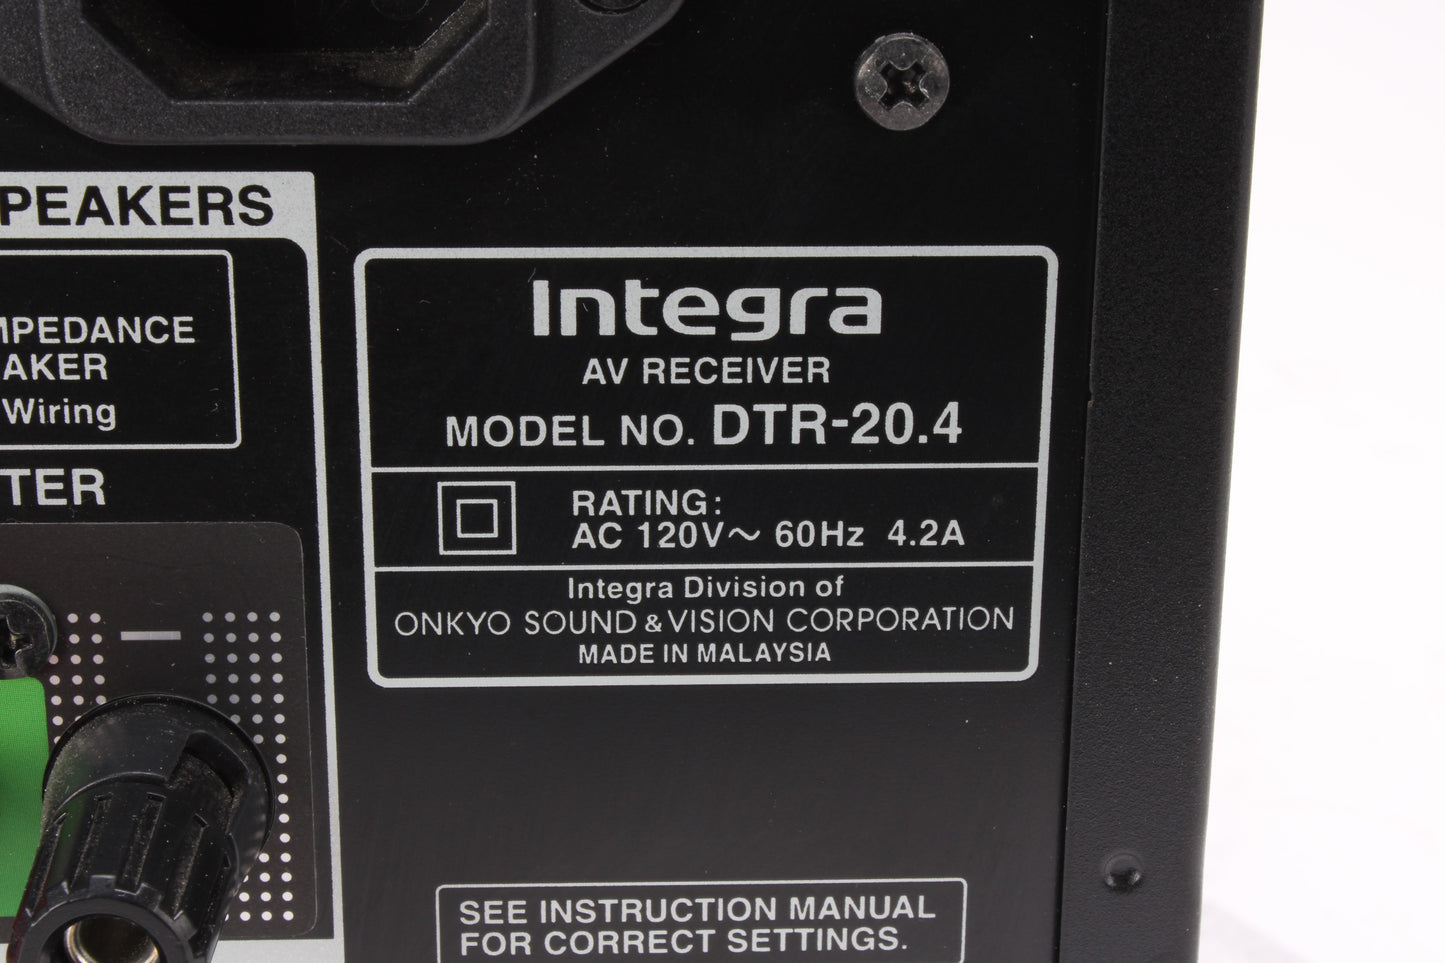 PEAKERS
MPEDANCE
AKER
Wiring
TER
Integra
AV RECEIVER
MODEL NO. DTR-20.4
RATING:
AC 120V～ 60Hz 4.2A
Integra Division of
ONKYO SOUND & VISION CORPORATION
MADE IN MALAYSIA
SEE INSTRUCTION MANUAL
FOR CORRECT SETTINGS.